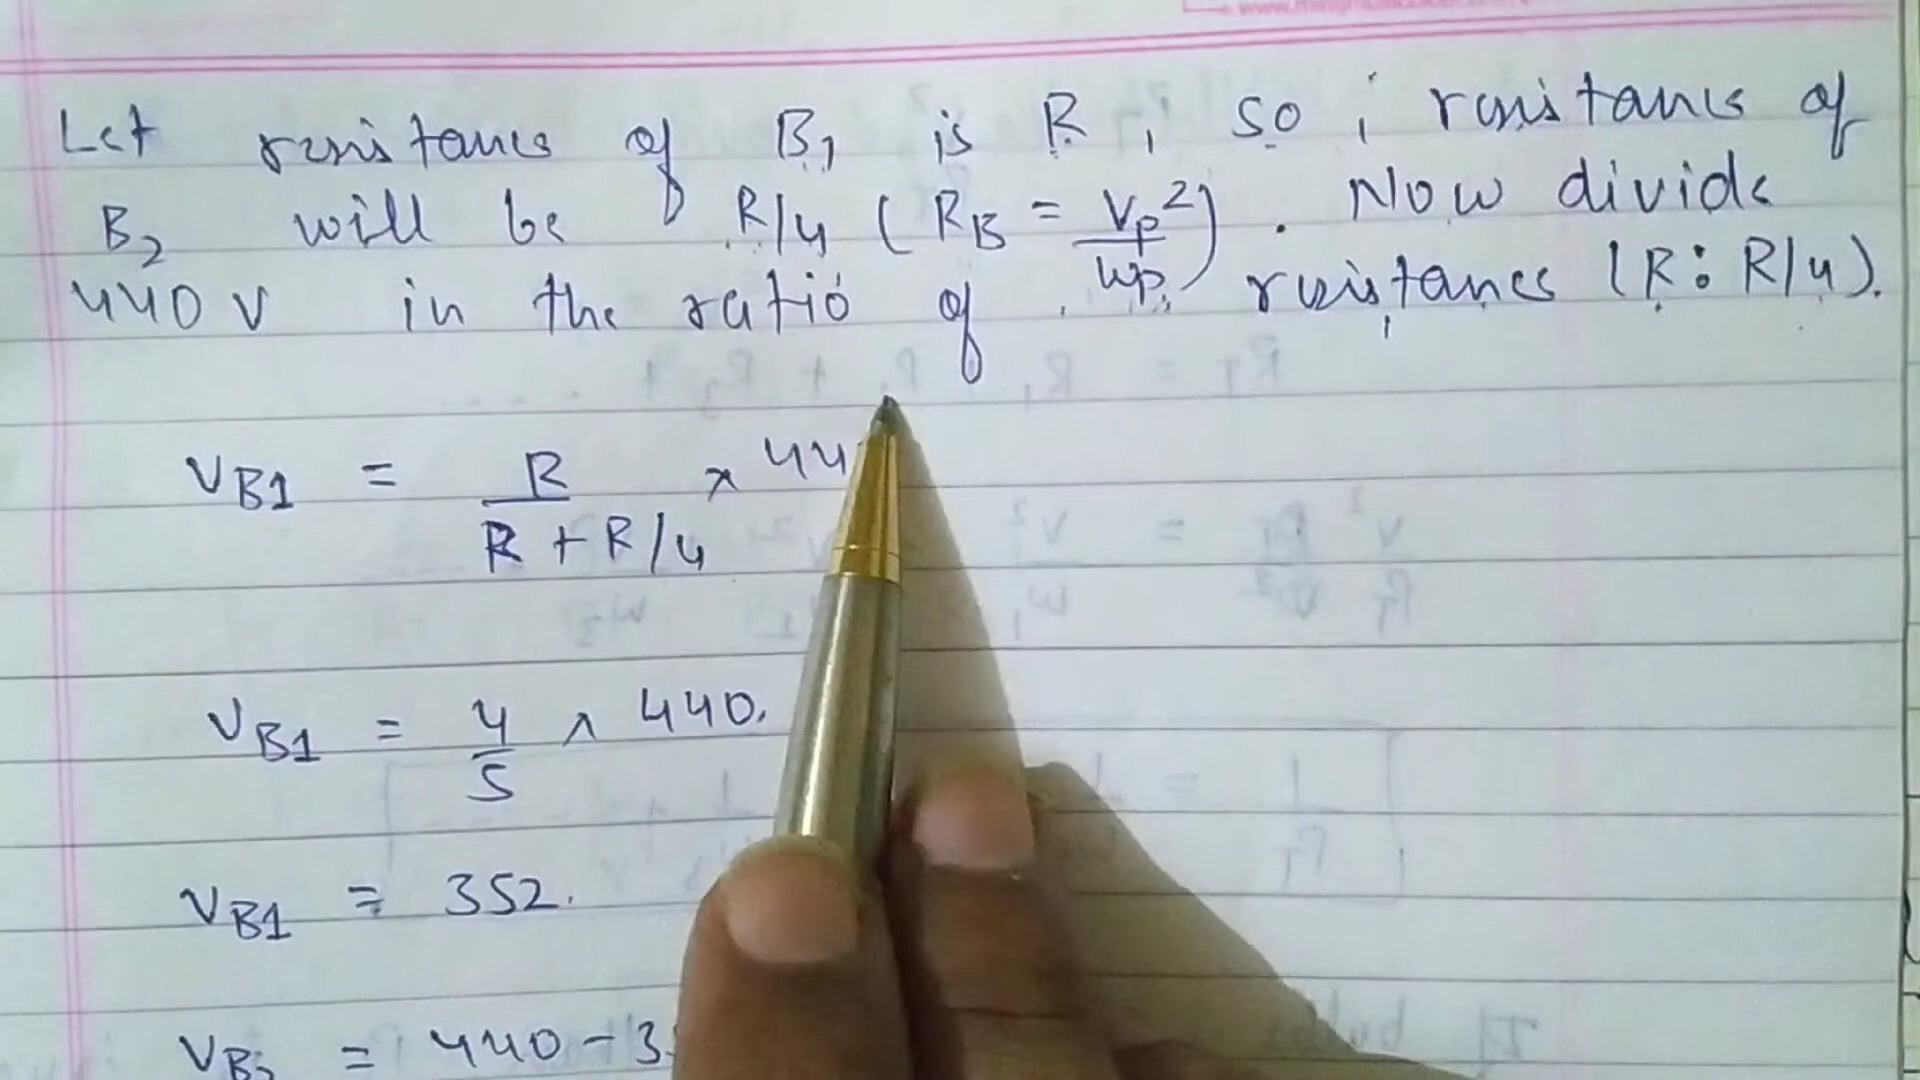 Let resistance of B1 is R, so, resistance of
B2 will be R/4 (RB = Vp²/Wp). Now divide
440 V in the ratio of resistance (R : R/4).
VB1 = R/(R + R/4) × 44
VB1 = 4/5 × 440.
VB1 = 352.
VB2 = 440 - 3